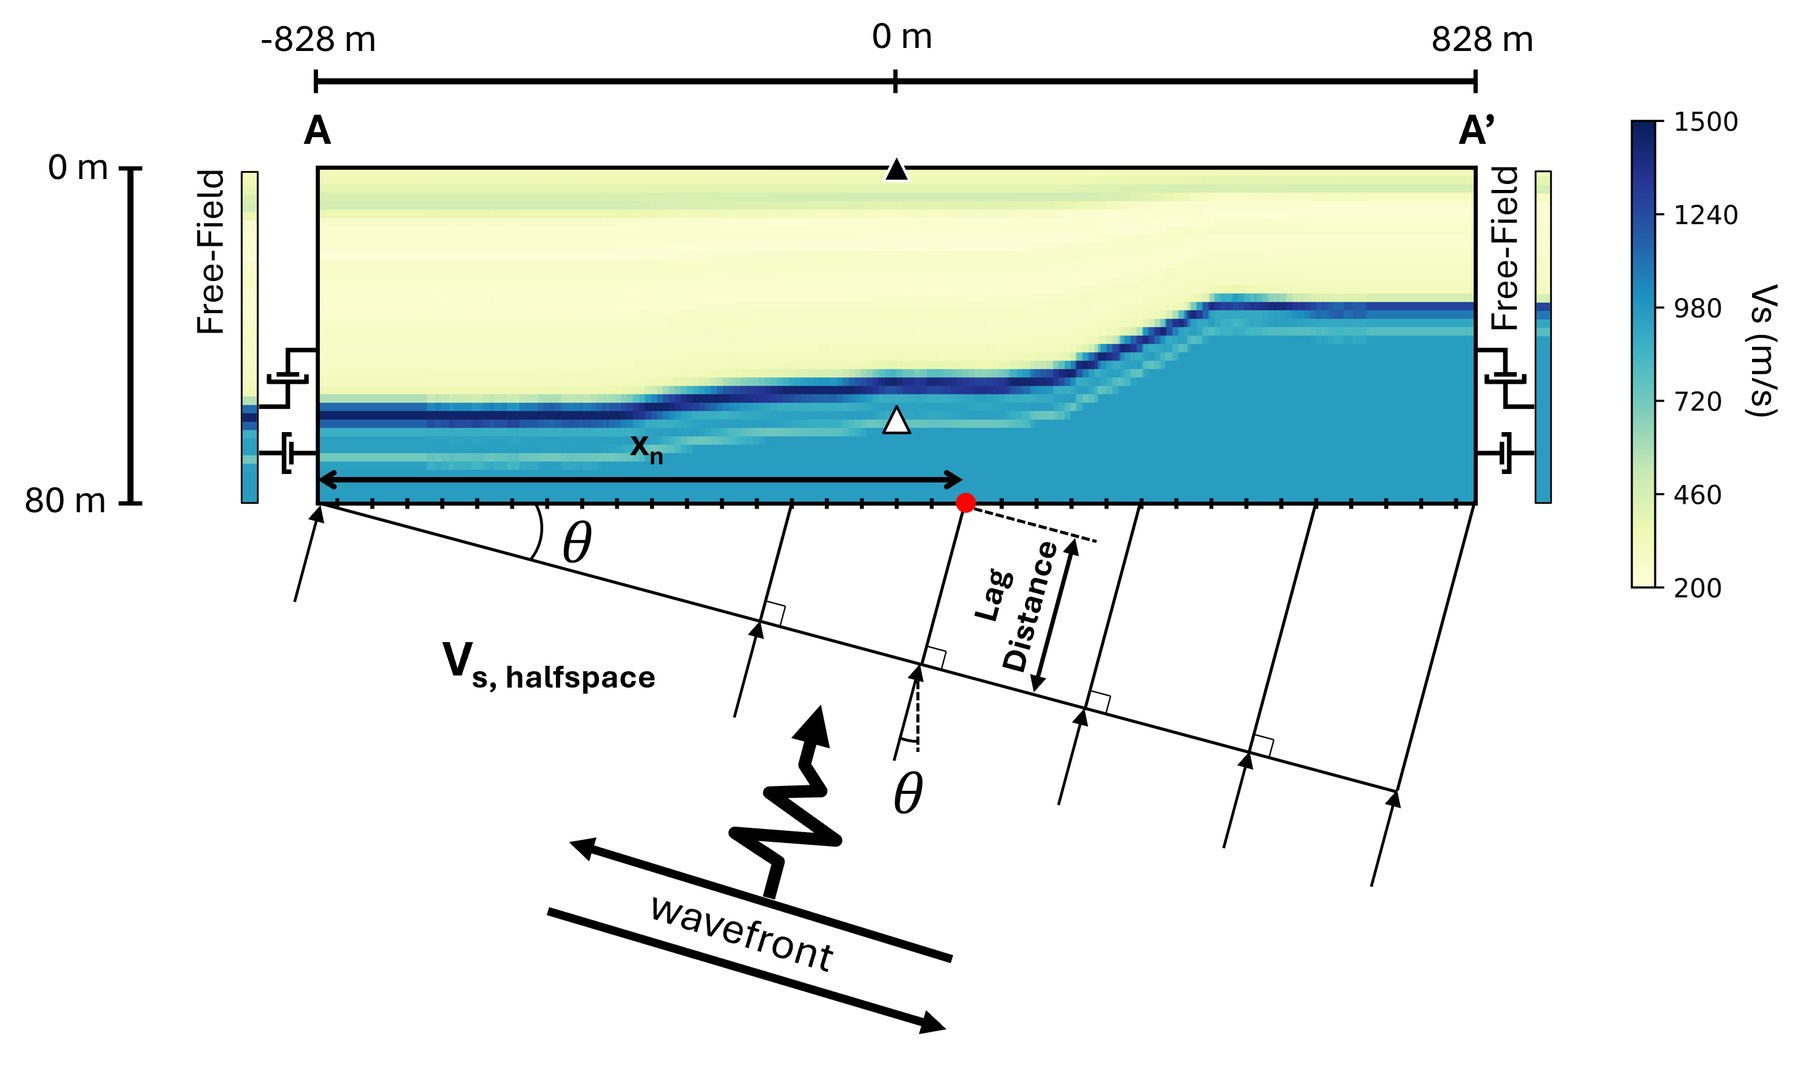 -828 m
0 m
828 m
A
A’
0 m
80 m
Free-Field
Free-Field
xn
θ
Lag
Distance
Vs, halfspace
θ
wavefront
1500
1240
980
720
460
200
Vs (m/s)